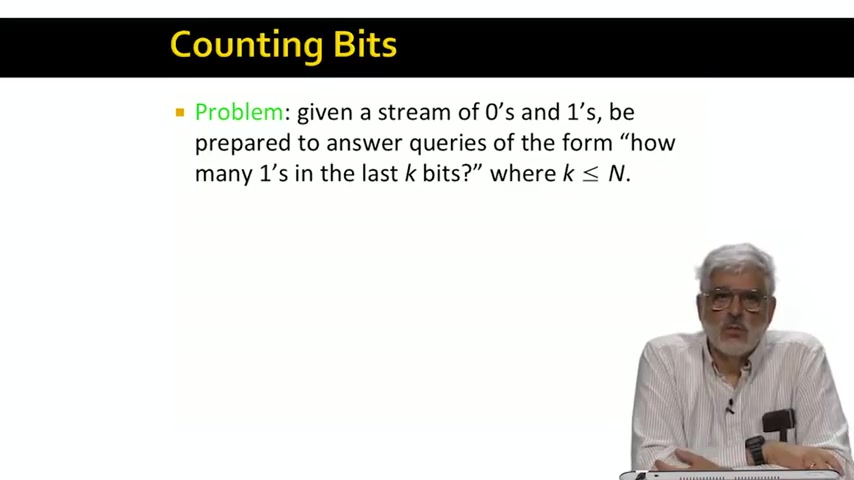 Counting Bits
Problem: given a stream of 0's and 1's, be
prepared to answer queries of the form “how
many 1's in the last k bits?” where k ≤ N.